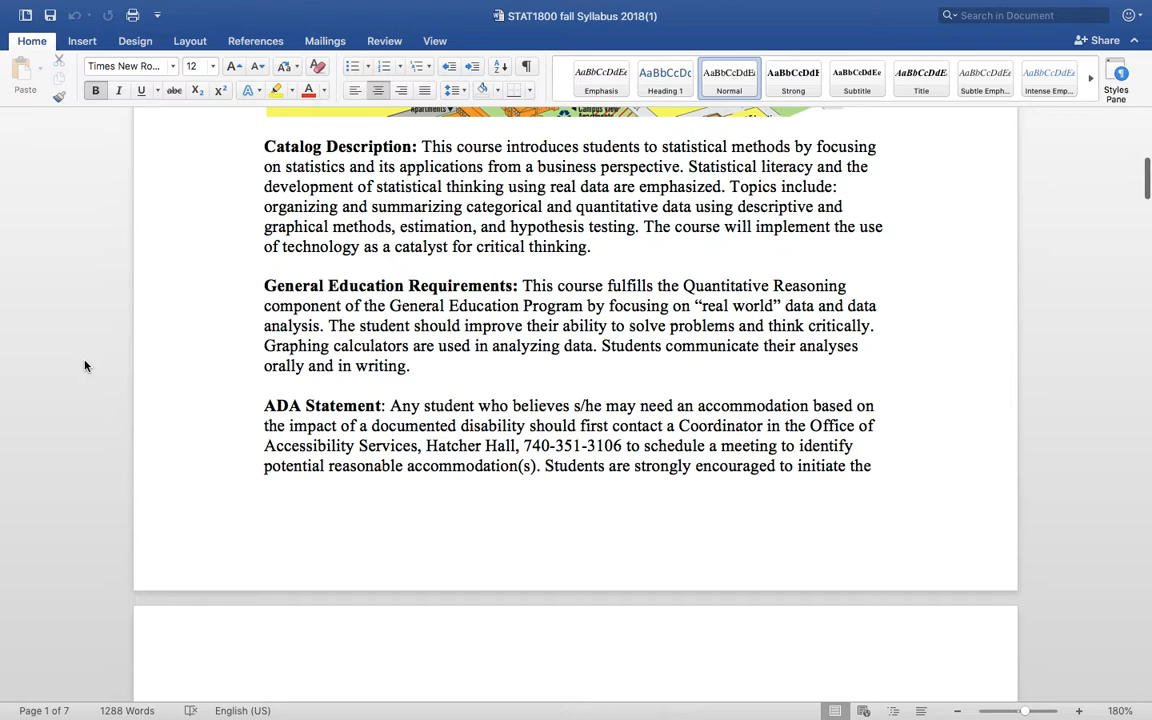 STAT1800 fall Syllabus 2018(1)
Search in Document
Home Insert Design Layout References Mailings Review View
Share
Paste
Times New Ro... 12
B I U abc X₂ X²
AaBbCcDdEe AaBbCcDc AaBbCcDdEe AaBbCcDdE AaBbCcDdEe AaBbCcDdE AaBbCcDdEe AaBbCcDdEe
Emphasis Heading 1 Normal Strong Subtitle Title Subtle Emph... Intense Emp...
Styles
Pane
Apartments
Campus View
Catalog Description: This course introduces students to statistical methods by focusing
on statistics and its applications from a business perspective. Statistical literacy and the
development of statistical thinking using real data are emphasized. Topics include:
organizing and summarizing categorical and quantitative data using descriptive and
graphical methods, estimation, and hypothesis testing. The course will implement the use
of technology as a catalyst for critical thinking.
General Education Requirements: This course fulfills the Quantitative Reasoning
component of the General Education Program by focusing on “real world” data and data
analysis. The student should improve their ability to solve problems and think critically.
Graphing calculators are used in analyzing data. Students communicate their analyses
orally and in writing.
ADA Statement: Any student who believes s/he may need an accommodation based on
the impact of a documented disability should first contact a Coordinator in the Office of
Accessibility Services, Hatcher Hall, 740-351-3106 to schedule a meeting to identify
potential reasonable accommodation(s). Students are strongly encouraged to initiate the
Page 1 of 7 1288 Words English (US) 180%